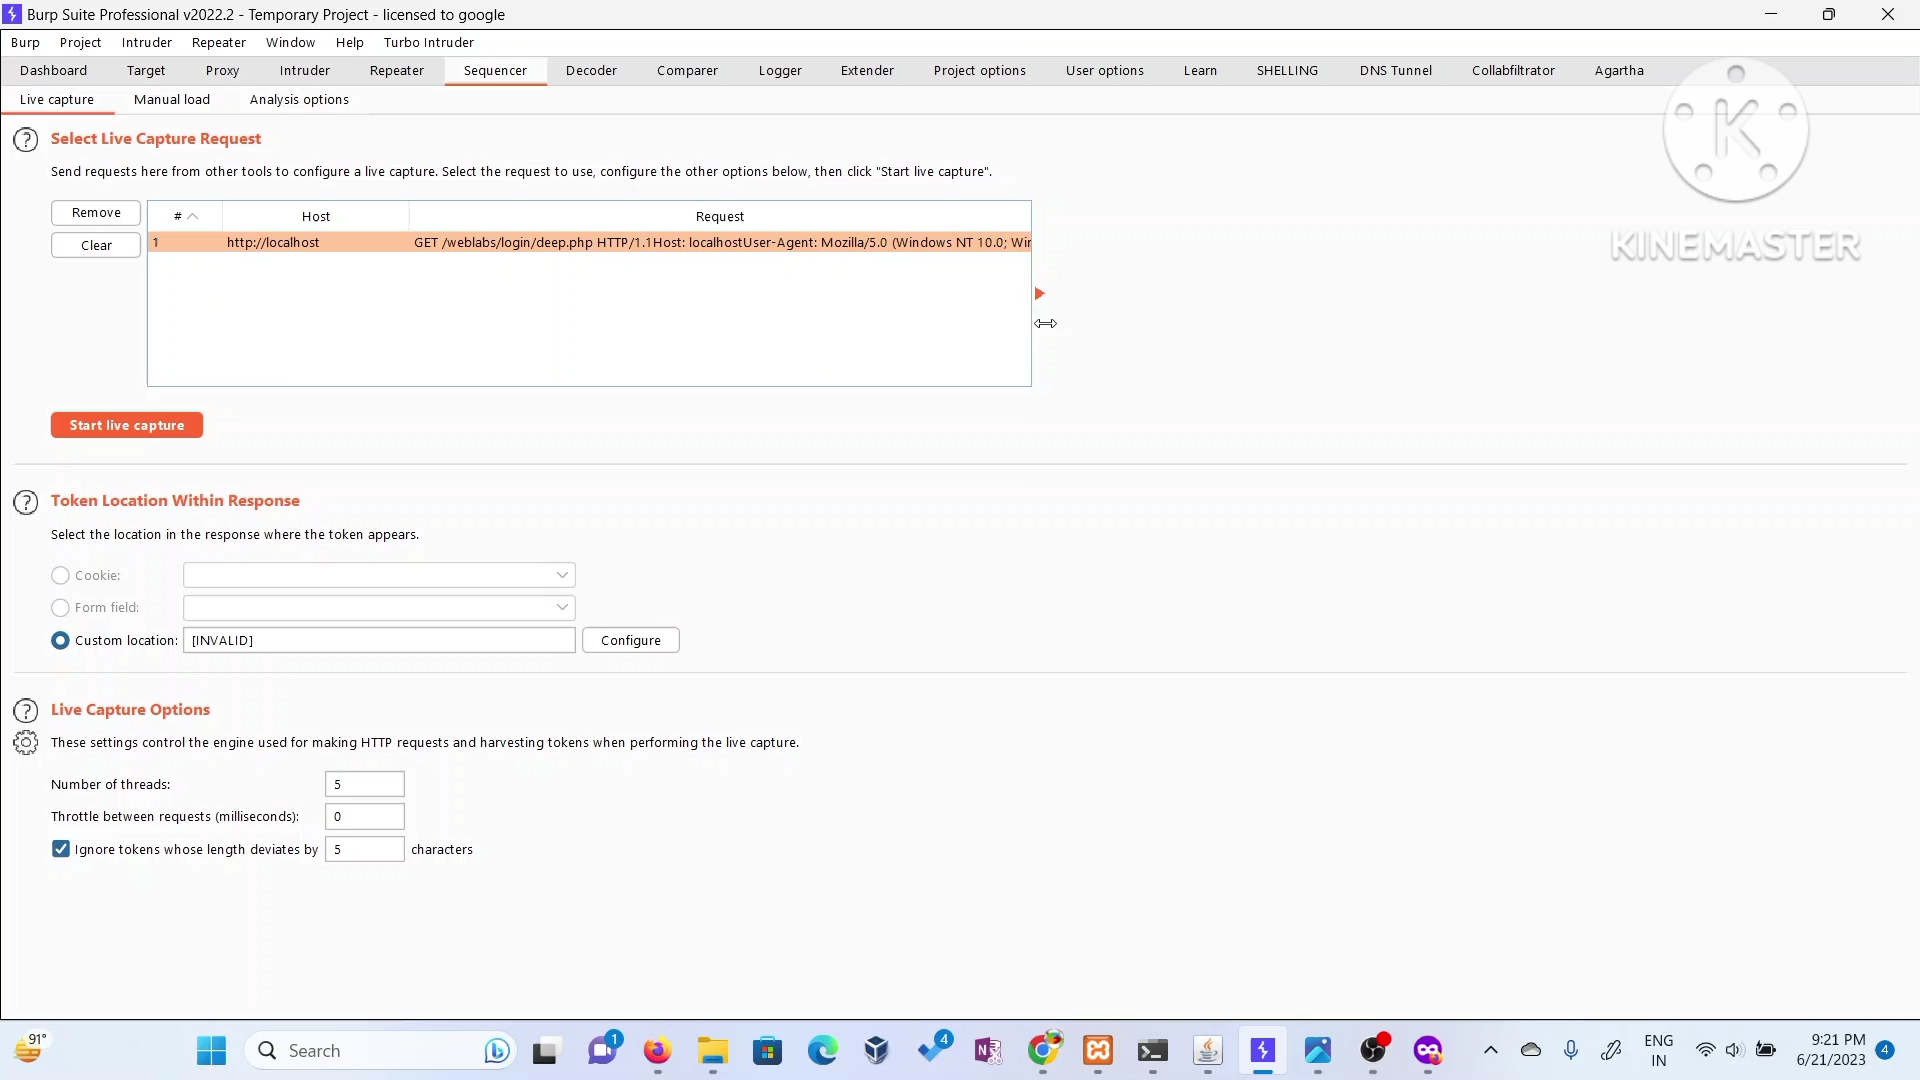 Burp Suite Professional v2022.2 - Temporary Project - licensed to google
Burp Project Intruder Repeater Window Help Turbo Intruder
Dashboard Target Proxy Intruder Repeater Sequencer Decoder Comparer Logger Extender Project options User options Learn SHELLING DNS Tunnel Collabfiltrator Agartha
Live capture Manual load Analysis options
K
KINEMASTER
? Select Live Capture Request
Send requests here from other tools to configure a live capture. Select the request to use, configure the other options below, then click "Start live capture".
Remove
Clear
# Host Request
1 http://localhost GET /weblabs/login/deep.php HTTP/1.1Host: localhostUser-Agent: Mozilla/5.0 (Windows NT 10.0; Wir
Start live capture
? Token Location Within Response
Select the location in the response where the token appears.
Cookie:
Form field:
Custom location: [INVALID] Configure
? Live Capture Options
These settings control the engine used for making HTTP requests and harvesting tokens when performing the live capture.
Number of threads: 5
Throttle between requests (milliseconds): 0
Ignore tokens whose length deviates by 5 characters
91°
Search
1
4
N
ENG
IN
9:21 PM
6/21/2023
4